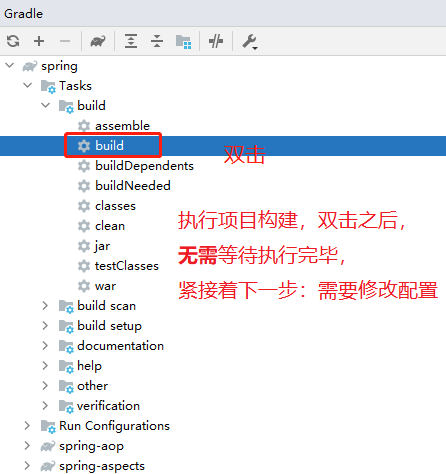 Gradle
spring
Tasks
build
assemble
build
双击
buildDependents
buildNeeded
classes
执行项目构建，双击之后，
clean
无需等待执行完毕，
jar
testClasses
紧接着下一步：需要修改配置
war
build scan
build setup
documentation
help
other
verification
Run Configurations
spring-aop
spring-aspects